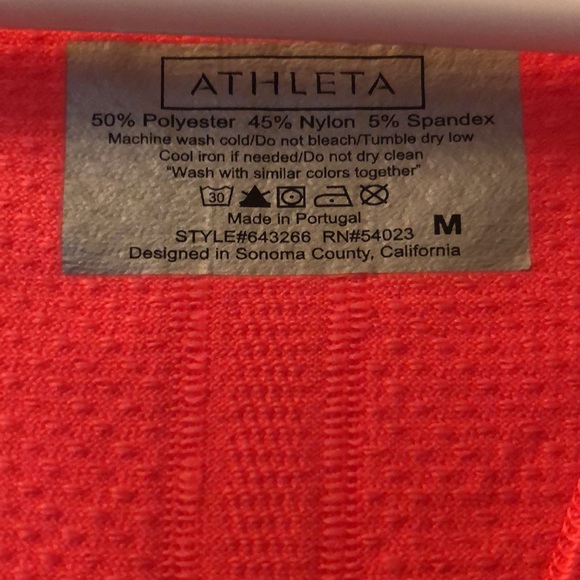 ATHLETA
50% Polyester 45% Nylon 5% Spandex
Machine wash cold/Do not bleach/Tumble dry low
Cool iron if needed/Do not dry clean
"Wash with similar colors together"
30
Made in Portugal
STYLE#643266 RN#54023 M
Designed in Sonoma County, California